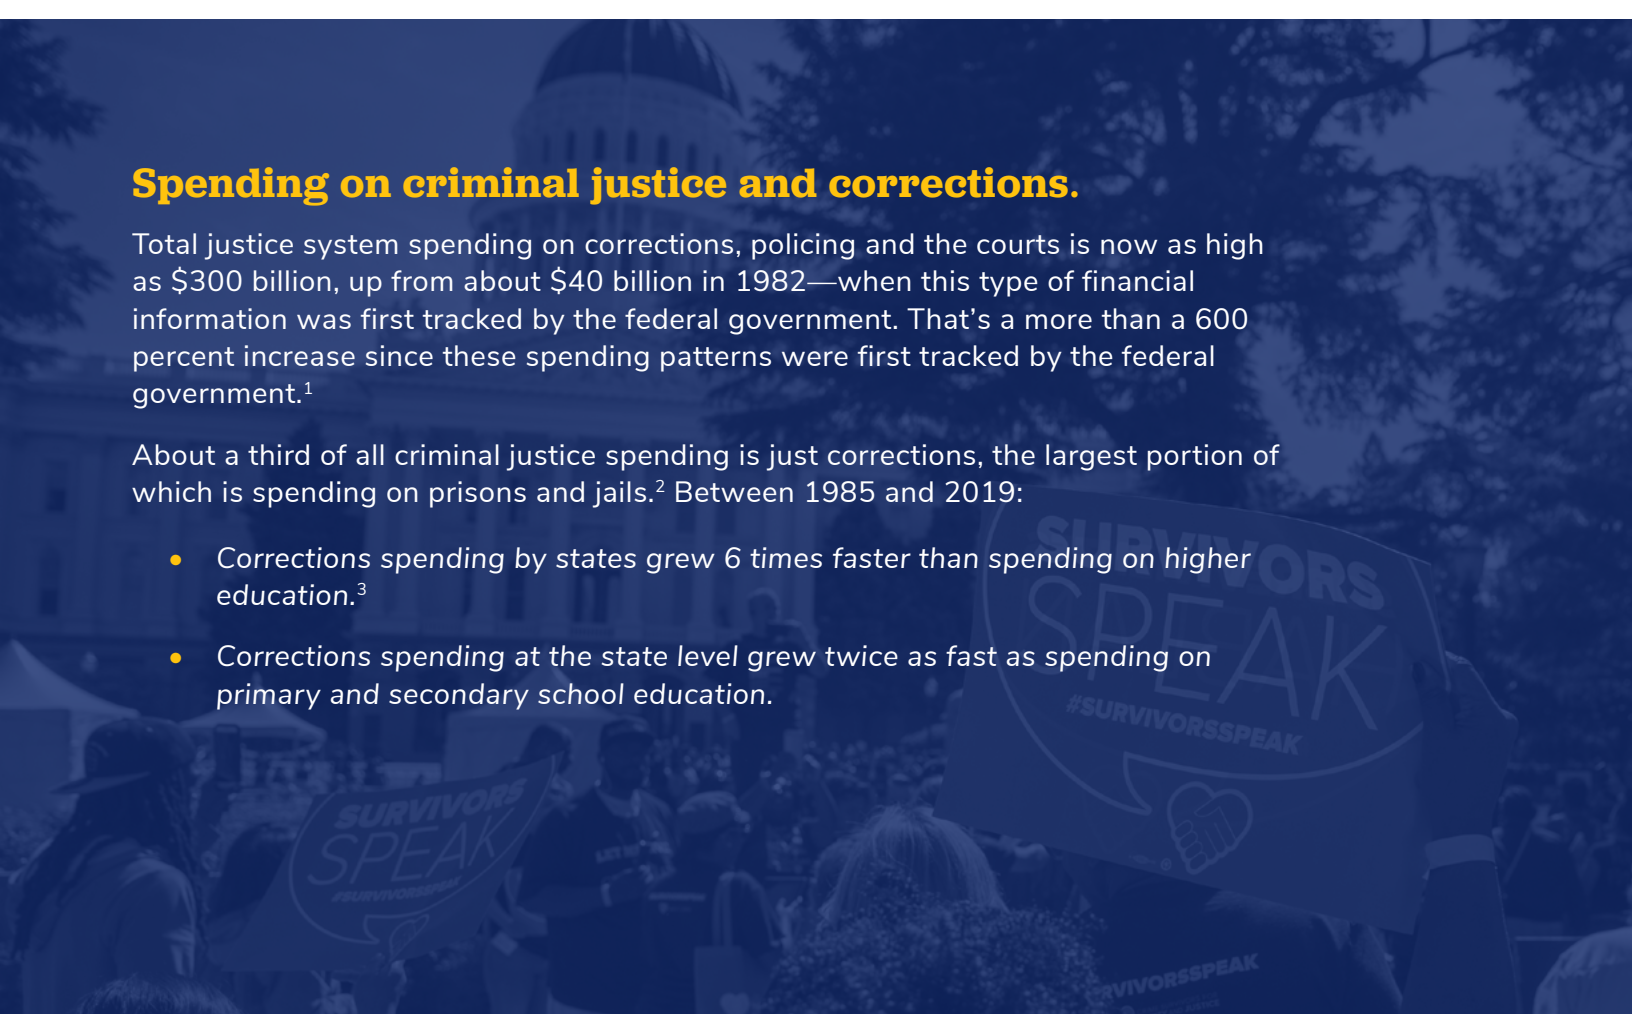 Spending on criminal justice and corrections.
Total justice system spending on corrections, policing and the courts is now as high
as $300 billion, up from about $40 billion in 1982—when this type of financial
information was first tracked by the federal government. That’s a more than a 600
percent increase since these spending patterns were first tracked by the federal
government.¹
About a third of all criminal justice spending is just corrections, the largest portion of
which is spending on prisons and jails.² Between 1985 and 2019:
• Corrections spending by states grew 6 times faster than spending on higher
education.³
• Corrections spending at the state level grew twice as fast as spending on
primary and secondary school education.
SURVIVORS
SPEAK
#SURVIVORSSPEAK
SURVIVORS
SPEAK
#SURVIVORSSPEAK
RVIVORSSPEAK